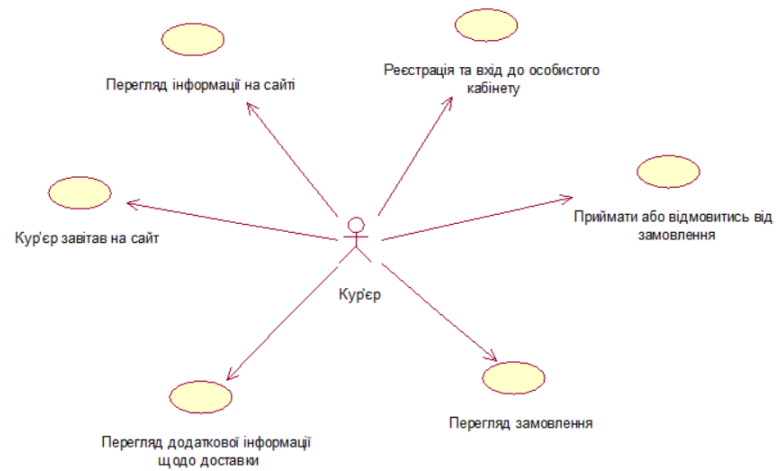 Перегляд інформації на сайті
Реєстрація та вхід до особистого
кабінету
Кур'єр завітав на сайт
Приймати або відмовитись від
замовлення
Кур'єр
Перегляд додаткової інформації
щодо доставки
Перегляд замовлення